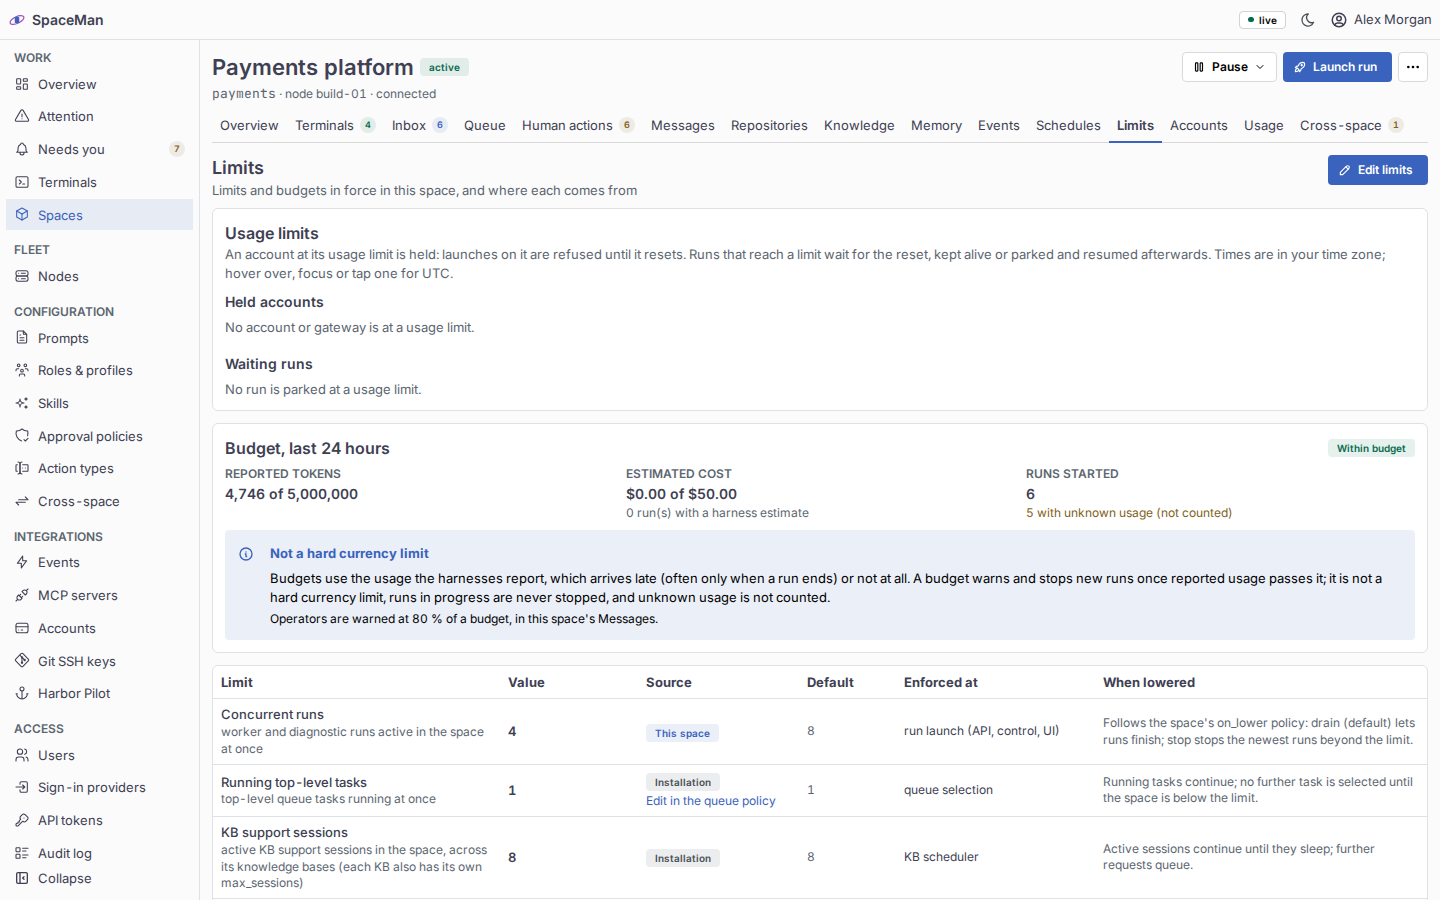 SpaceMan
live
Alex Morgan
WORK
Overview
Attention
Needs you 7
Terminals
Spaces
FLEET
Nodes
CONFIGURATION
Prompts
Roles & profiles
Skills
Approval policies
Action types
Cross-space
INTEGRATIONS
Events
MCP servers
Accounts
Git SSH keys
Harbor Pilot
ACCESS
Users
Sign-in providers
API tokens
Audit log
Collapse
Payments platform active
Pause
Launch run
payments · node build-01 · connected
Overview Terminals 4 Inbox 6 Queue Human actions 6 Messages Repositories Knowledge Memory Events Schedules Limits Accounts Usage Cross-space 1
Limits
Limits and budgets in force in this space, and where each comes from
Edit limits
Usage limits
An account at its usage limit is held: launches on it are refused until it resets. Runs that reach a limit wait for the reset, kept alive or parked and resumed afterwards. Times are in your time zone;
hover over, focus or tap one for UTC.
Held accounts
No account or gateway is at a usage limit.
Waiting runs
No run is parked at a usage limit.
Budget, last 24 hours
Within budget
REPORTED TOKENS
4,746 of 5,000,000
ESTIMATED COST
$0.00 of $50.00
0 run(s) with a harness estimate
RUNS STARTED
6
5 with unknown usage (not counted)
Not a hard currency limit
Budgets use the usage the harnesses report, which arrives late (often only when a run ends) or not at all. A budget warns and stops new runs once reported usage passes it; it is not a
hard currency limit, runs in progress are never stopped, and unknown usage is not counted.
Operators are warned at 80 % of a budget, in this space's Messages.
Limit Value Source Default Enforced at When lowered
Concurrent runs
worker and diagnostic runs active in the space
at once
4
This space
8
run launch (API, control, UI)
Follows the space's on_lower policy: drain (default) lets
runs finish; stop stops the newest runs beyond the limit.
Running top-level tasks
top-level queue tasks running at once
1
Installation
Edit in the queue policy
1
queue selection
Running tasks continue; no further task is selected until
the space is below the limit.
KB support sessions
active KB support sessions in the space, across
its knowledge bases (each KB also has its own
max_sessions)
8
Installation
8
KB scheduler
Active sessions continue until they sleep; further
requests queue.